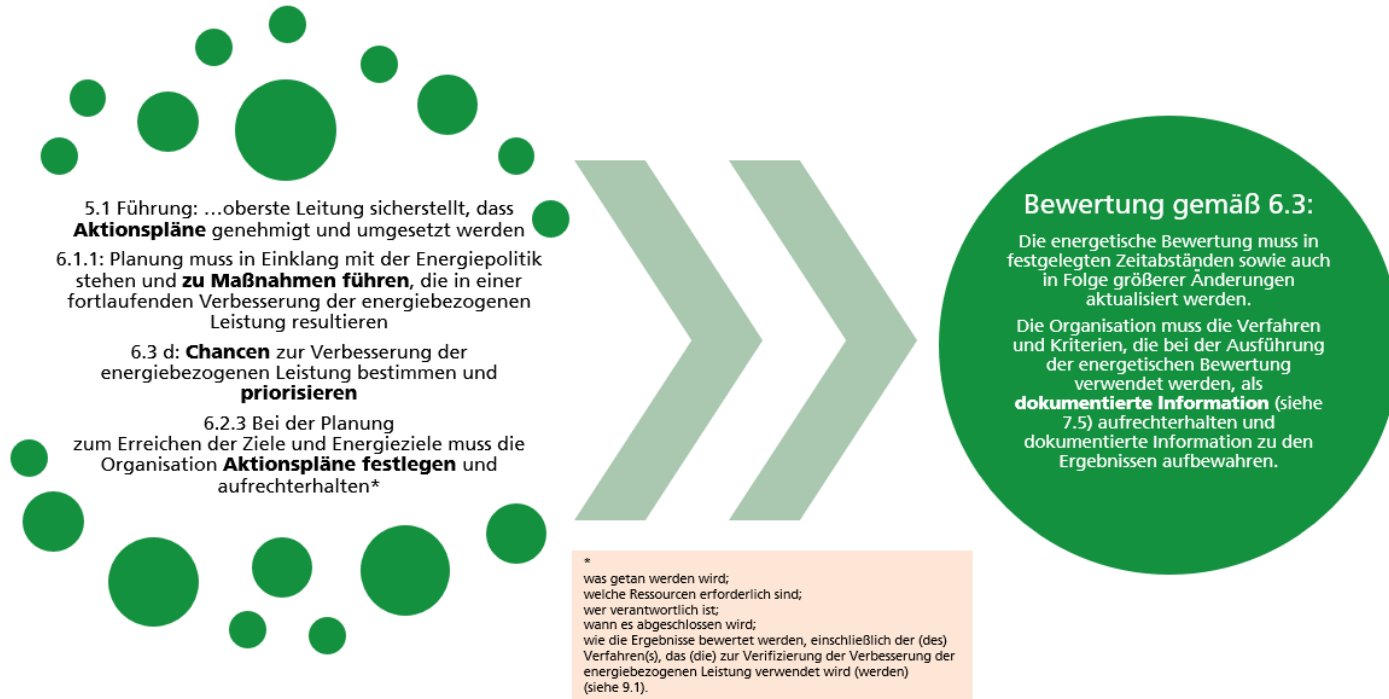 5.1 Führung: …oberste Leitung sicherstellt, dass
Aktionspläne genehmigt und umgesetzt werden
6.1.1: Planung muss in Einklang mit der Energiepolitik
stehen und zu Maßnahmen führen, die in einer
fortlaufenden Verbesserung der energiebezogenen
Leistung resultieren
6.3 d: Chancen zur Verbesserung der
energiebezogenen Leistung bestimmen und
priorisieren
6.2.3 Bei der Planung
zum Erreichen der Ziele und Energieziele muss die
Organisation Aktionspläne festlegen und
aufrechterhalten*
*
was getan werden wird;
welche Ressourcen erforderlich sind;
wer verantwortlich ist;
wann es abgeschlossen wird;
wie die Ergebnisse bewertet werden, einschließlich der (des)
Verfahren(s), das (die) zur Verifizierung der Verbesserung der
energiebezogenen Leistung verwendet wird (werden)
(siehe 9.1).
Bewertung gemäß 6.3:
Die energetische Bewertung muss in
festgelegten Zeitabständen sowie auch
in Folge größerer Änderungen
aktualisiert werden.
Die Organisation muss die Verfahren
und Kriterien, die bei der Ausführung
der energetischen Bewertung
verwendet werden, als
dokumentierte Information (siehe
7.5) aufrechterhalten und
dokumentierte Information zu den
Ergebnissen aufbewahren.